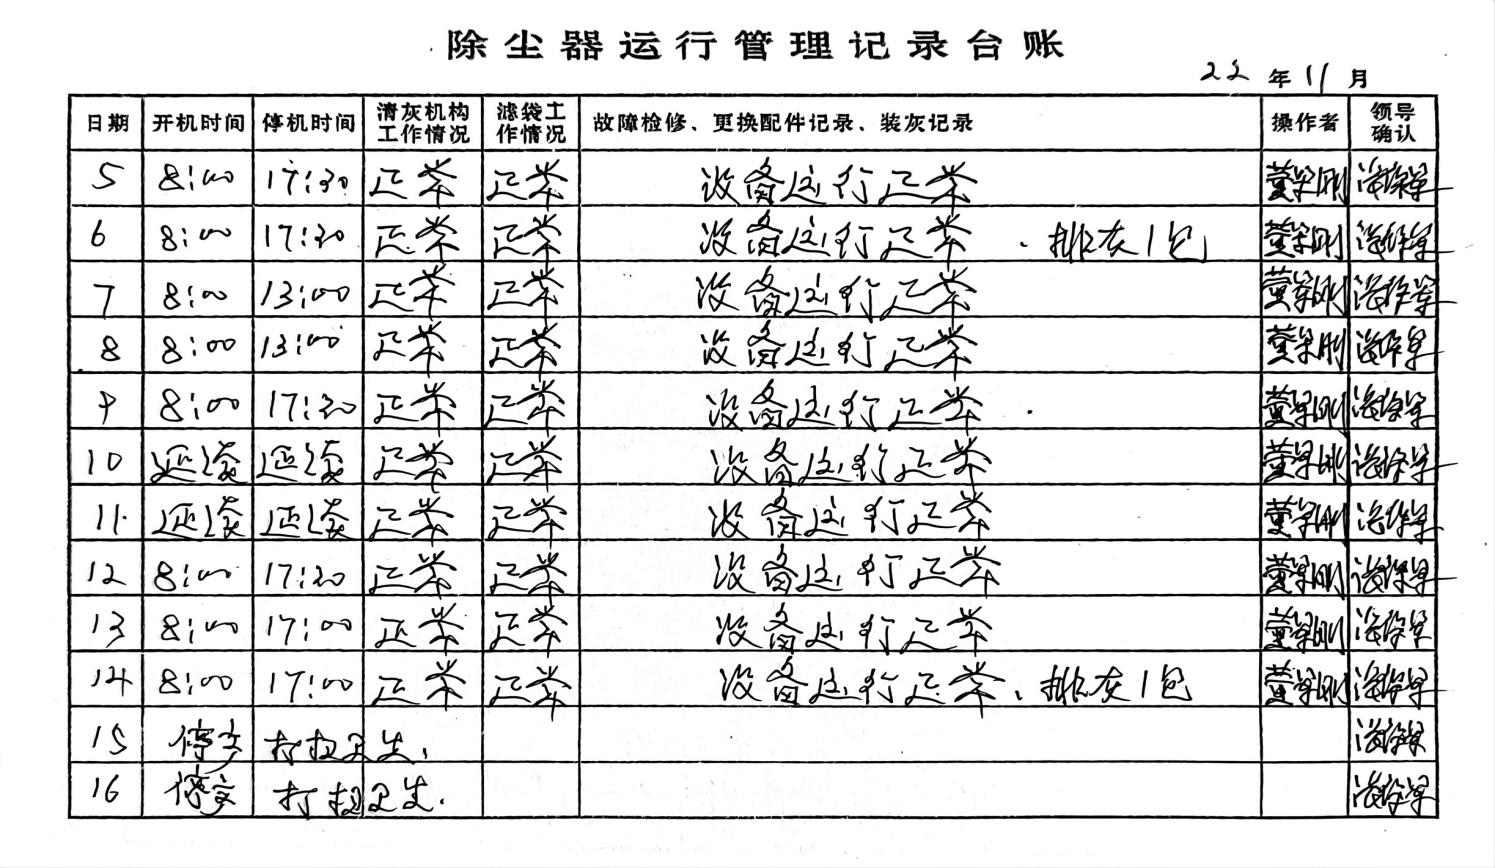 除尘器运行管理记录台账
22 年 11 月
日期 开机时间 停机时间 清灰机构工作情况 滤袋工作情况 故障检修、更换配件记录、装灰记录 操作者 领导确认
5 8:00 17:30 正常 正常 设备运行正常
6 8:00 17:30 正常 正常 设备运行正常. 排灰1包
7 8:00 13:00 正常 正常 设备运行正常
8 8:00 13:00 正常 正常 设备运行正常
9 8:00 17:30 正常 正常 设备运行正常
10 延续 延续 正常 正常 设备运行正常
11 延续 延续 正常 正常 设备运行正常
12 8:00 17:30 正常 正常 设备运行正常
13 8:00 17:00 正常 正常 设备运行正常
14 8:00 17:00 正常 正常 设备运行正常、排灰1包
15 停产 打扫卫生.
16 停产 打扫卫生.